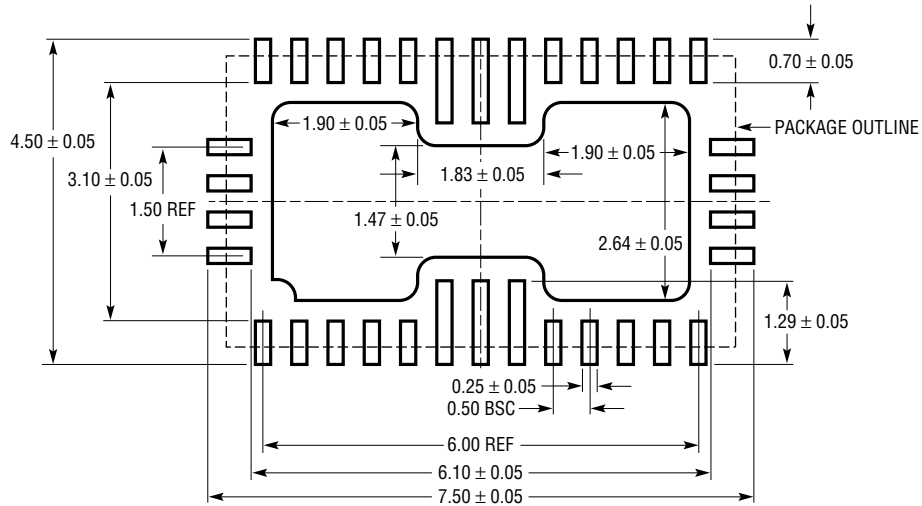 0.70 ± 0.05
PACKAGE OUTLINE
4.50 ± 0.05
1.90 ± 0.05
1.90 ± 0.05
3.10 ± 0.05
1.83 ± 0.05
1.50 REF
1.47 ± 0.05
2.64 ± 0.05
1.29 ± 0.05
0.25 ± 0.05
0.50 BSC
6.00 REF
6.10 ± 0.05
7.50 ± 0.05